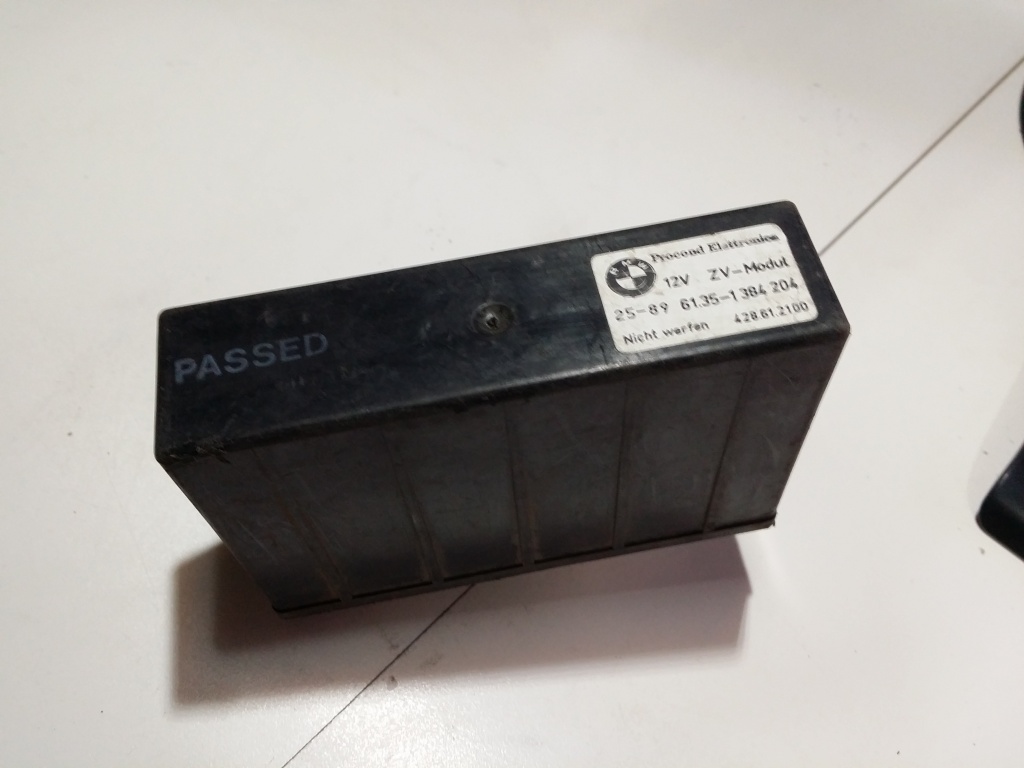 PASSED
Procond Elettronica
12V ZV-Modul
25-89 61.35-1 384 204
Nicht werfen 428.61.2100